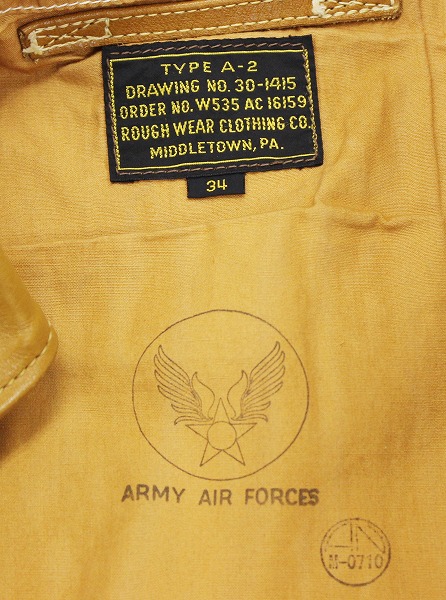 TYPE A-2
DRAWING NO. 30-1415
ORDER NO. W535 AC 16159
ROUGH WEAR CLOTHING CO.
MIDDLETOWN, PA.
34
ARMY AIR FORCES
M-0710